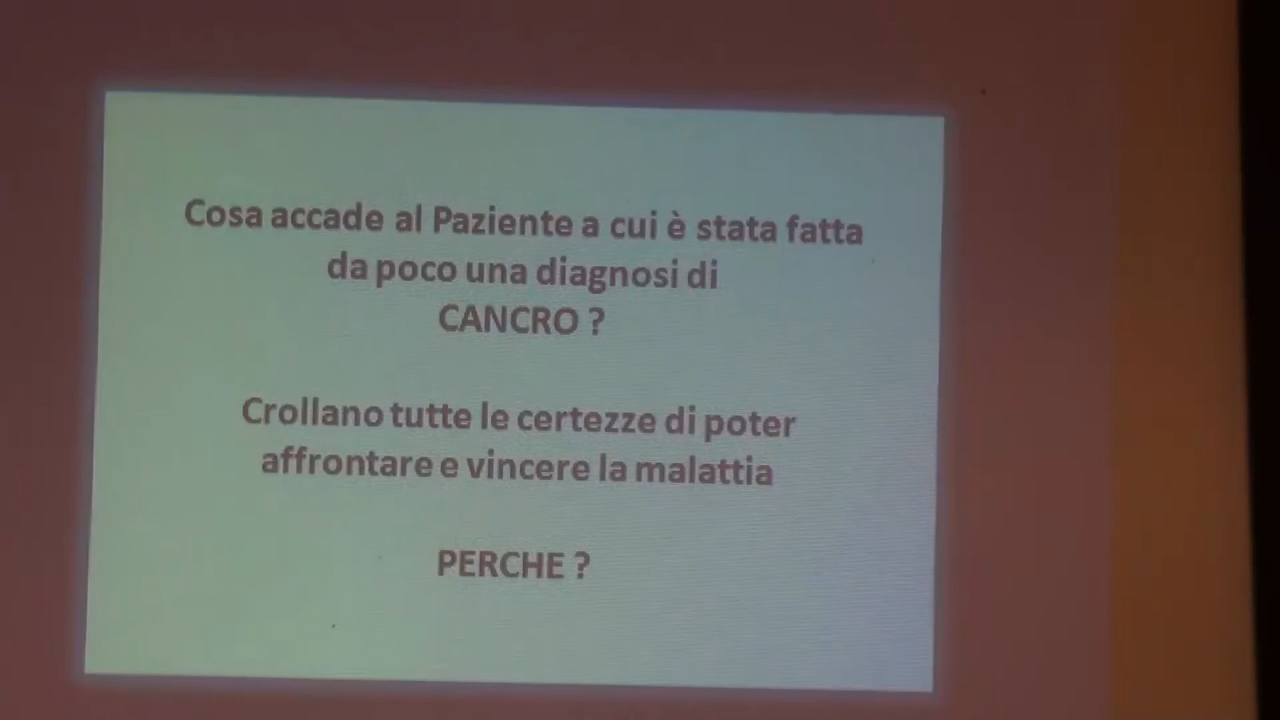 Cosa accade al Paziente a cui è stata fatta
da poco una diagnosi di
CANCRO ?
Crollano tutte le certezze di poter
affrontare e vincere la malattia
PERCHE ?